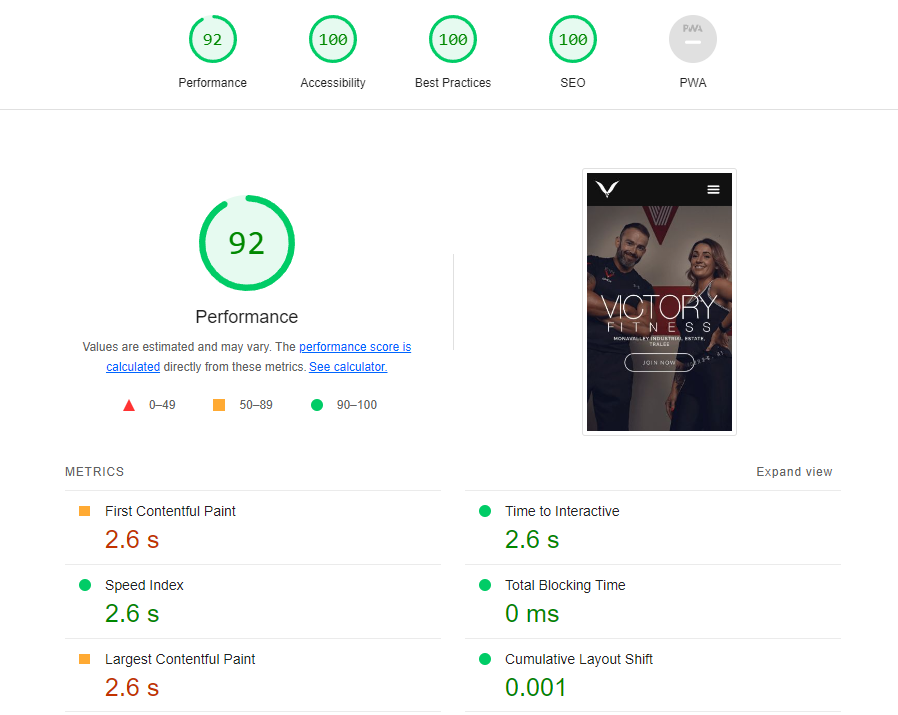 92
100
100
100
PWA
Performance
Accessibility
Best Practices
SEO
PWA
92
Performance
Values are estimated and may vary. The performance score is
calculated directly from these metrics. See calculator.
0–49
50–89
90–100
VICTORY
FITNESS
MONAVALLEY INDUSTRIAL ESTATE,
TRALEE
JOIN NOW
METRICS
Expand view
First Contentful Paint
2.6 s
Time to Interactive
2.6 s
Speed Index
2.6 s
Total Blocking Time
0 ms
Largest Contentful Paint
2.6 s
Cumulative Layout Shift
0.001